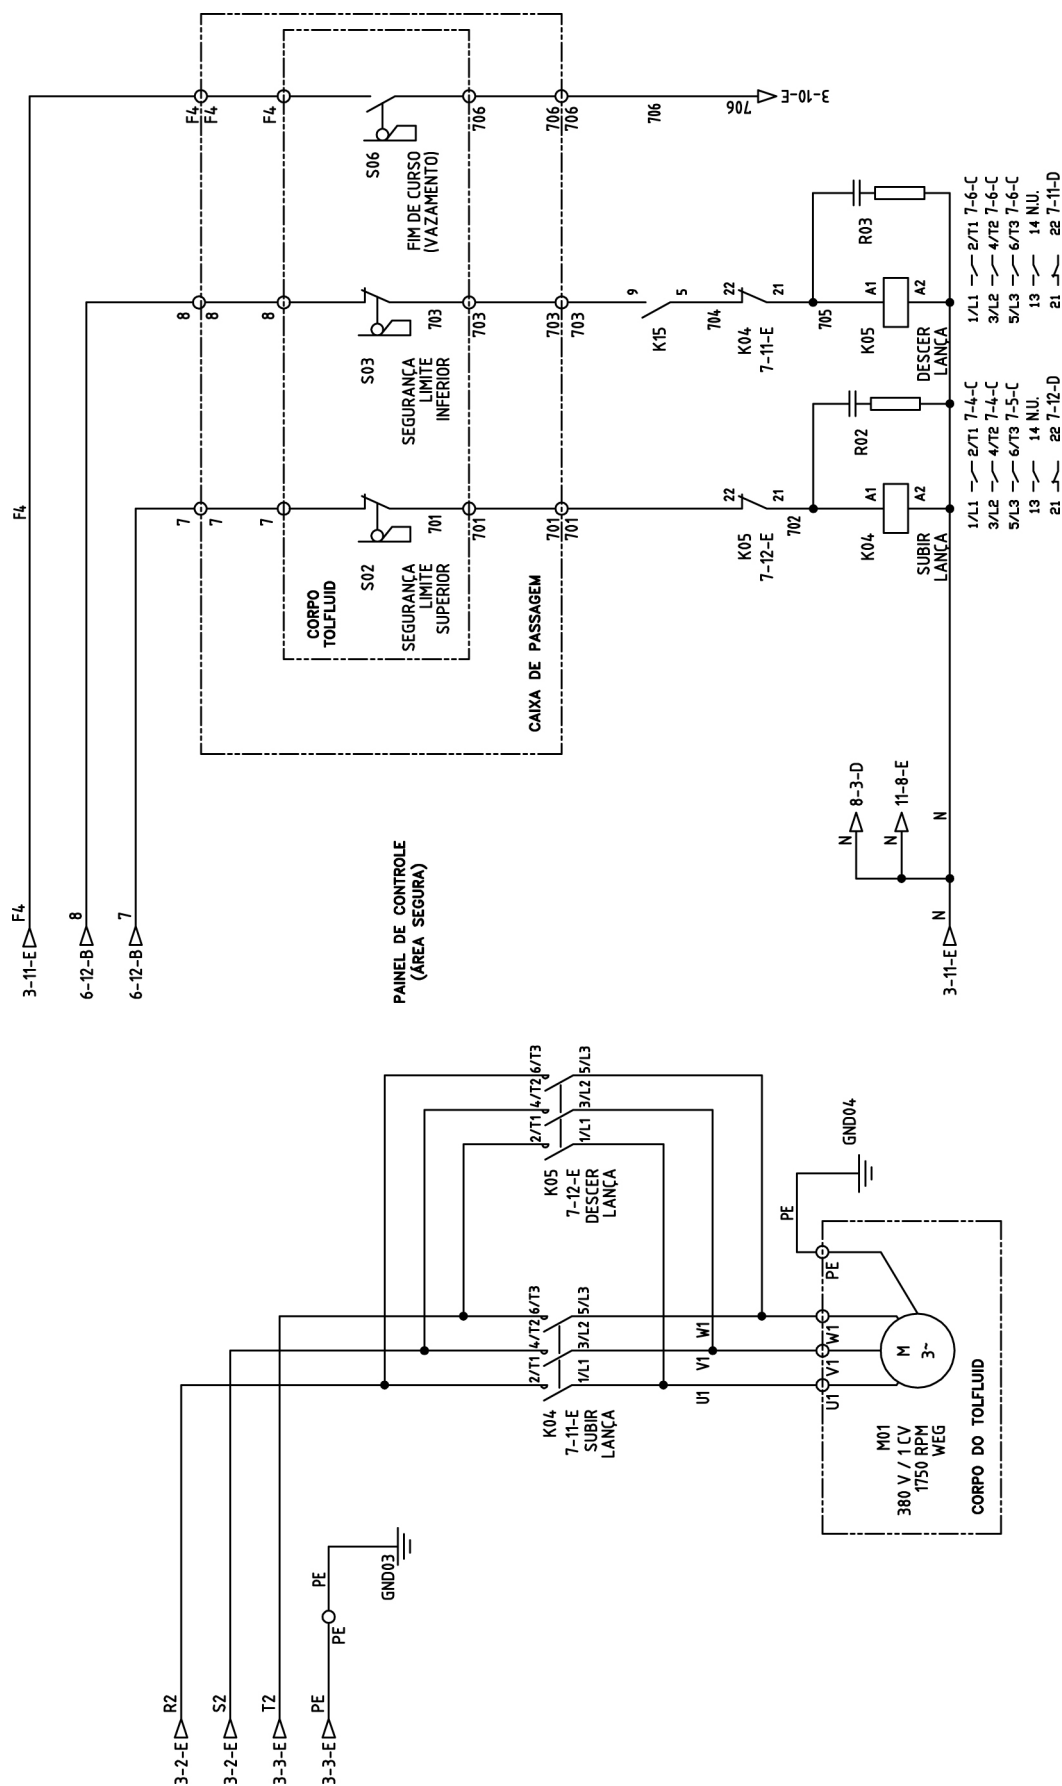 3-2-E
R2
3-2-E
S2
3-3-E
T2
3-3-E
PE
PE
PE
GND03
K04
7-11-E
SUBIR
LANÇA
2/T1
4/T2
6/T3
1/L1
3/L2
5/L3
K05
7-12-E
DESCER
LANÇA
2/T1
4/T2
6/T3
1/L1
3/L2
5/L3
U1
V1
W1
U1
V1
W1
PE
PE
GND04
M
3~
M01
380 V / 1 CV
1750 RPM
WEG
CORPO DO TOLFLUID
3-11-E
F4
F4
6-12-B
8
6-12-B
7
PAINEL DE CONTROLE
(ÁREA SEGURA)
CAIXA DE PASSAGEM
CORPO
TOLFLUID
7
7
7
S02
SEGURANÇA
LIMITE
SUPERIOR
701
701
701
701
8
8
8
S03
SEGURANÇA
LIMITE
INFERIOR
703
703
703
703
F4
F4
F4
S06
FIM DE CURSO
(VAZAMENTO)
706
706
706
706
706
3-10-E
K05
7-12-E
22
21
702
K15
9
5
704
K04
7-11-E
22
21
705
R02
R03
K04
A1
A2
SUBIR
LANÇA
K05
A1
A2
DESCER
LANÇA
3-11-E
N
N
8-3-D
N
11-8-E
N
1/L1 2/T1 7-4-C
3/L2 4/T2 7-4-C
5/L3 6/T3 7-5-C
13 14 N.U.
21 22 7-12-D
1/L1 2/T1 7-6-C
3/L2 4/T2 7-6-C
5/L3 6/T3 7-6-C
13 14 N.U.
21 22 7-11-D